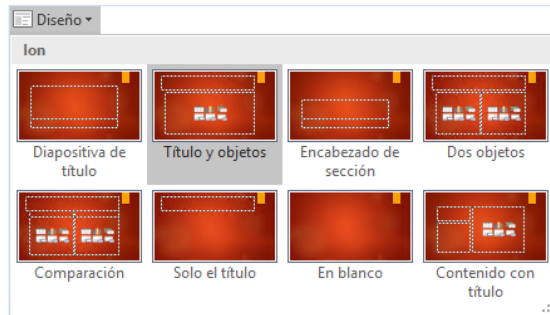 Diseño
Ion
Diapositiva de
título
Título y objetos
Encabezado de
sección
Dos objetos
Comparación
Solo el título
En blanco
Contenido con
título